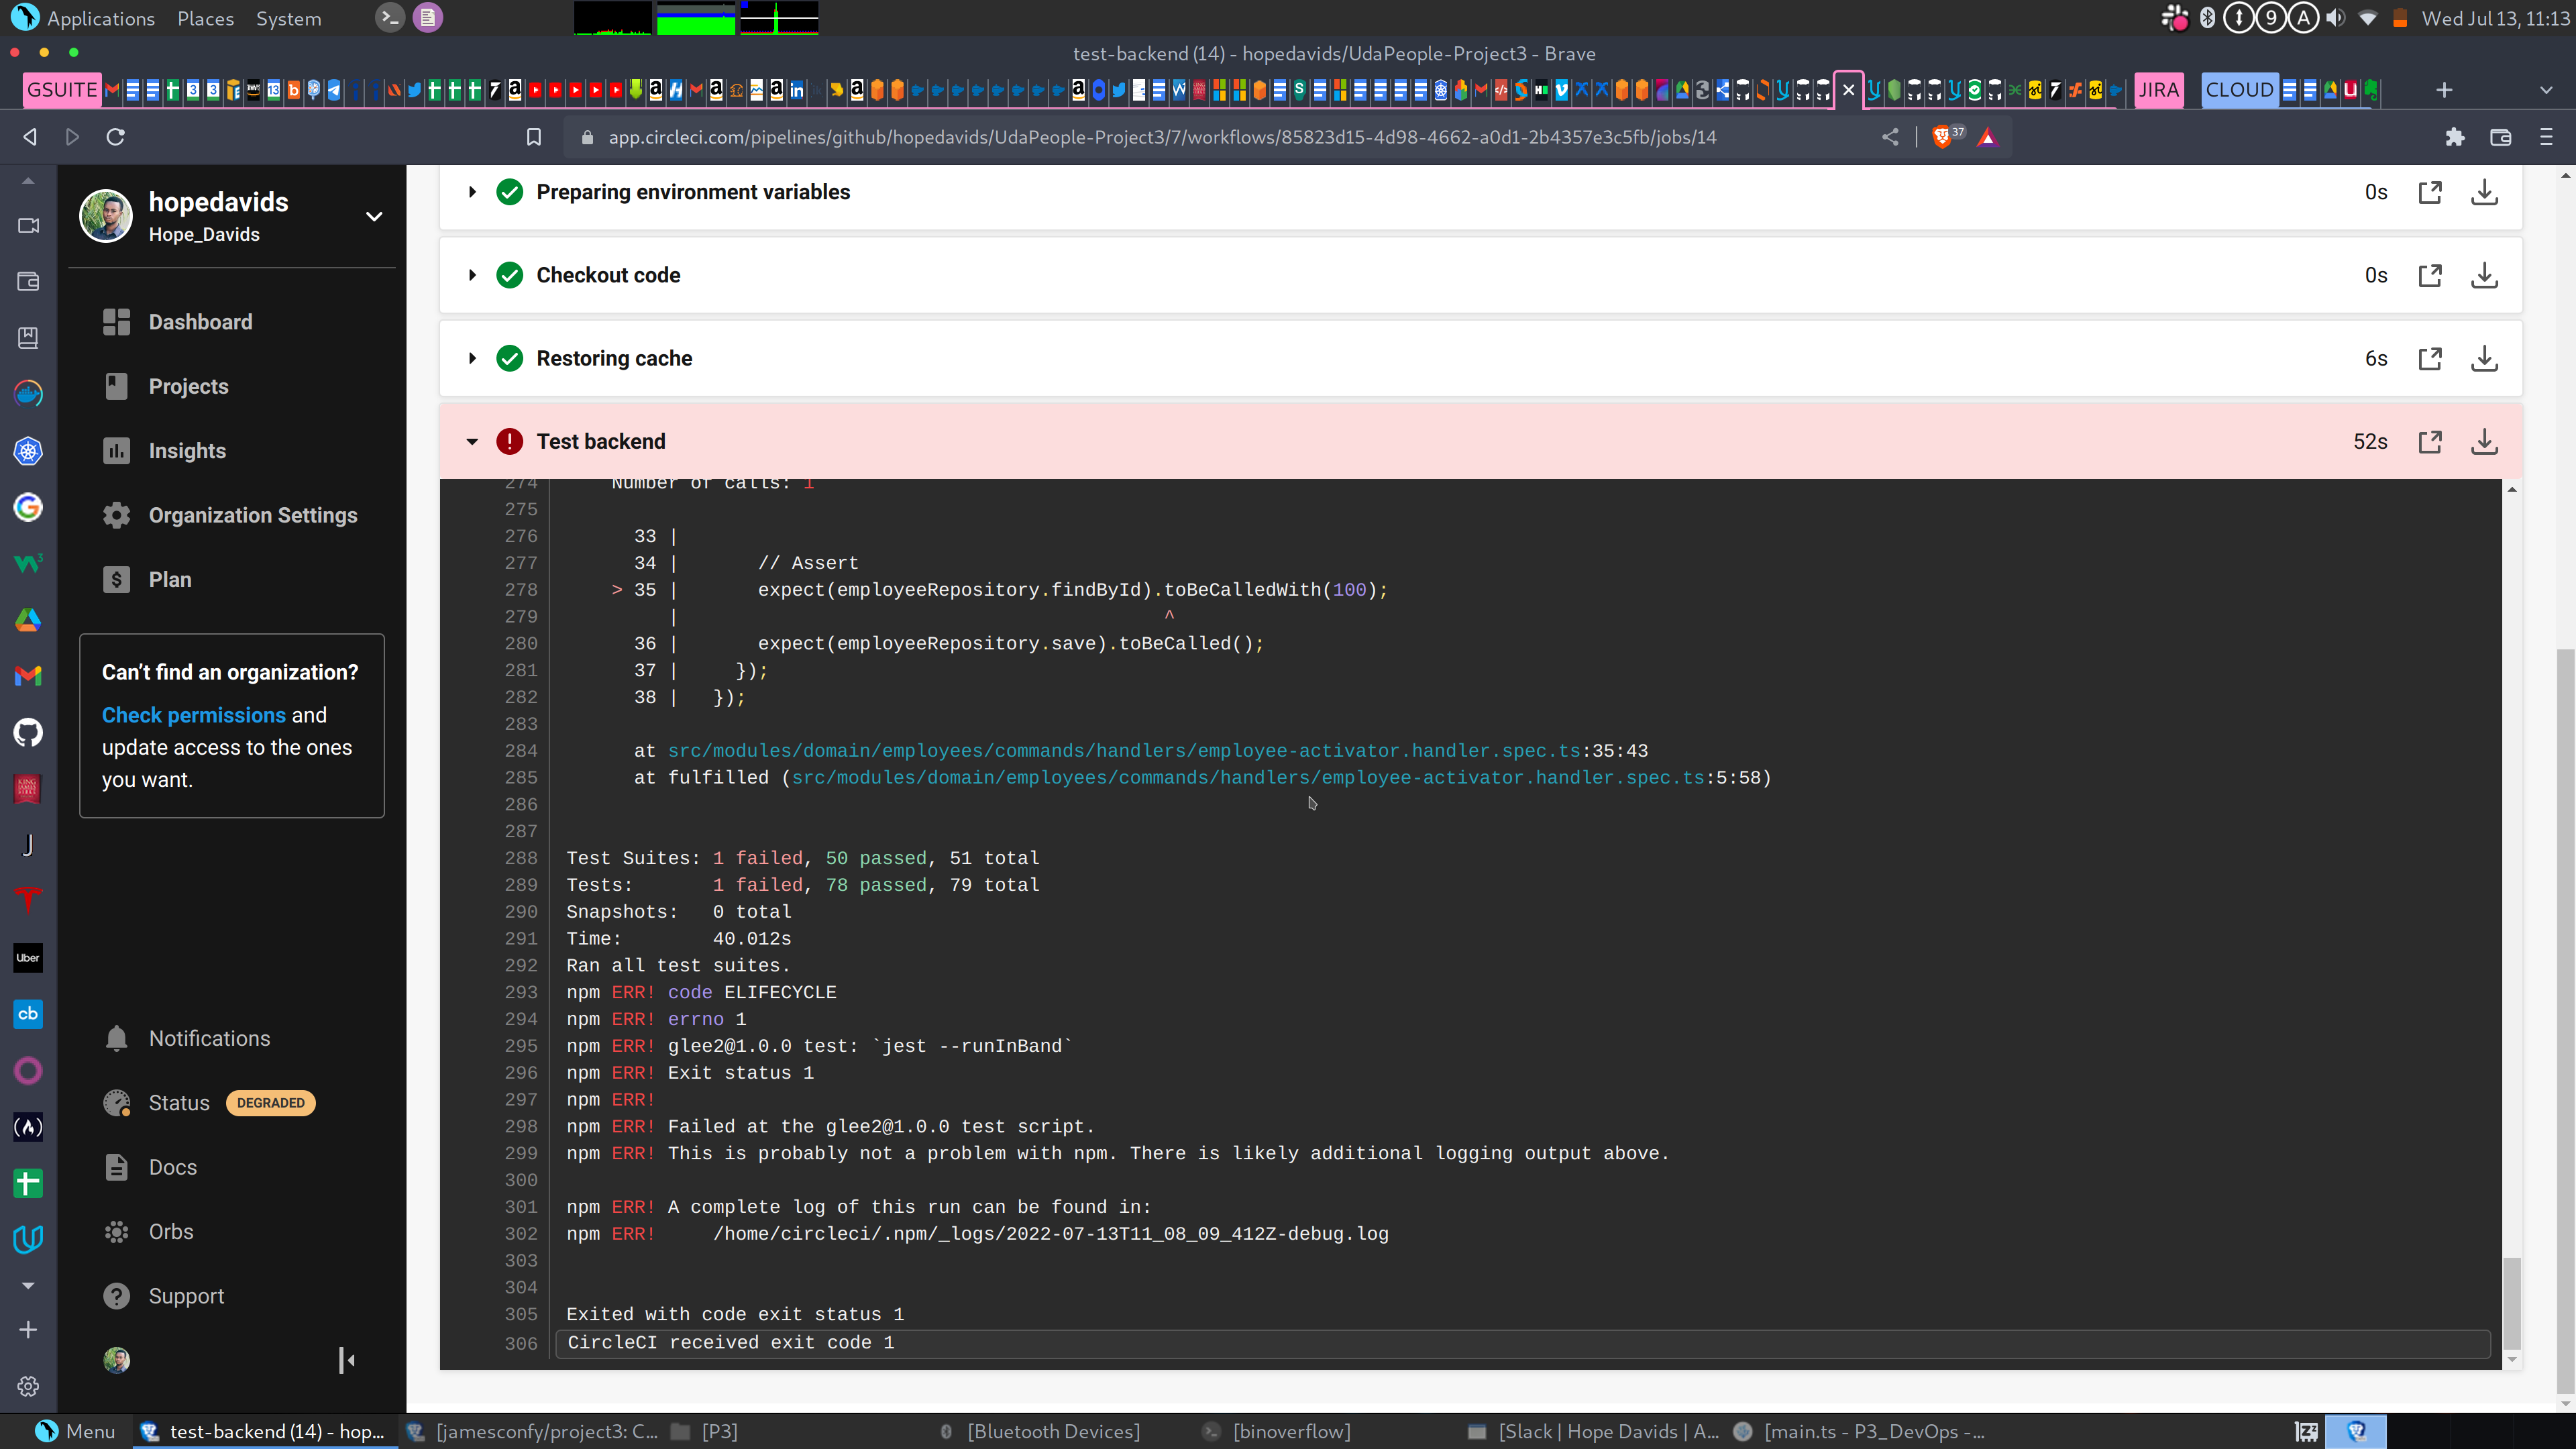 Applications Places System
Wed Jul 13, 11:13
test-backend (14) - hopedavids/UdaPeople-Project3 - Brave
GSUITE
JIRA
CLOUD
app.circleci.com/pipelines/github/hopedavids/UdaPeople-Project3/7/workflows/85823d15-4d98-4662-a0d1-2b4357e3c5fb/jobs/14
37
hopedavids
Hope_Davids
Dashboard
Projects
Insights
Organization Settings
Plan
Can't find an organization?
Check permissions and
update access to the ones
you want.
Notifications
Status DEGRADED
Docs
Orbs
Support
Uber
cb
Preparing environment variables 0s
Checkout code 0s
Restoring cache 6s
Test backend 52s
274 Number of calls: 1
275
276 33 |
277 34 | // Assert
278 > 35 | expect(employeeRepository.findById).toBeCalledWith(100);
279 | ^
280 36 | expect(employeeRepository.save).toBeCalled();
281 37 | });
282 38 | });
283
284 at src/modules/domain/employees/commands/handlers/employee-activator.handler.spec.ts:35:43
285 at fulfilled (src/modules/domain/employees/commands/handlers/employee-activator.handler.spec.ts:5:58)
286
287
288 Test Suites: 1 failed, 50 passed, 51 total
289 Tests: 1 failed, 78 passed, 79 total
290 Snapshots: 0 total
291 Time: 40.012s
292 Ran all test suites.
293 npm ERR! code ELIFECYCLE
294 npm ERR! errno 1
295 npm ERR! glee2@1.0.0 test: `jest --runInBand`
296 npm ERR! Exit status 1
297 npm ERR!
298 npm ERR! Failed at the glee2@1.0.0 test script.
299 npm ERR! This is probably not a problem with npm. There is likely additional logging output above.
300
301 npm ERR! A complete log of this run can be found in:
302 npm ERR! /home/circleci/.npm/_logs/2022-07-13T11_08_09_412Z-debug.log
303
304
305 Exited with code exit status 1
306 CircleCI received exit code 1
Menu
test-backend (14) - hop...
[jamesconfy/project3: C...
[P3]
[Bluetooth Devices]
[binoverflow]
[Slack | Hope Davids | A...
[main.ts - P3_DevOps -...